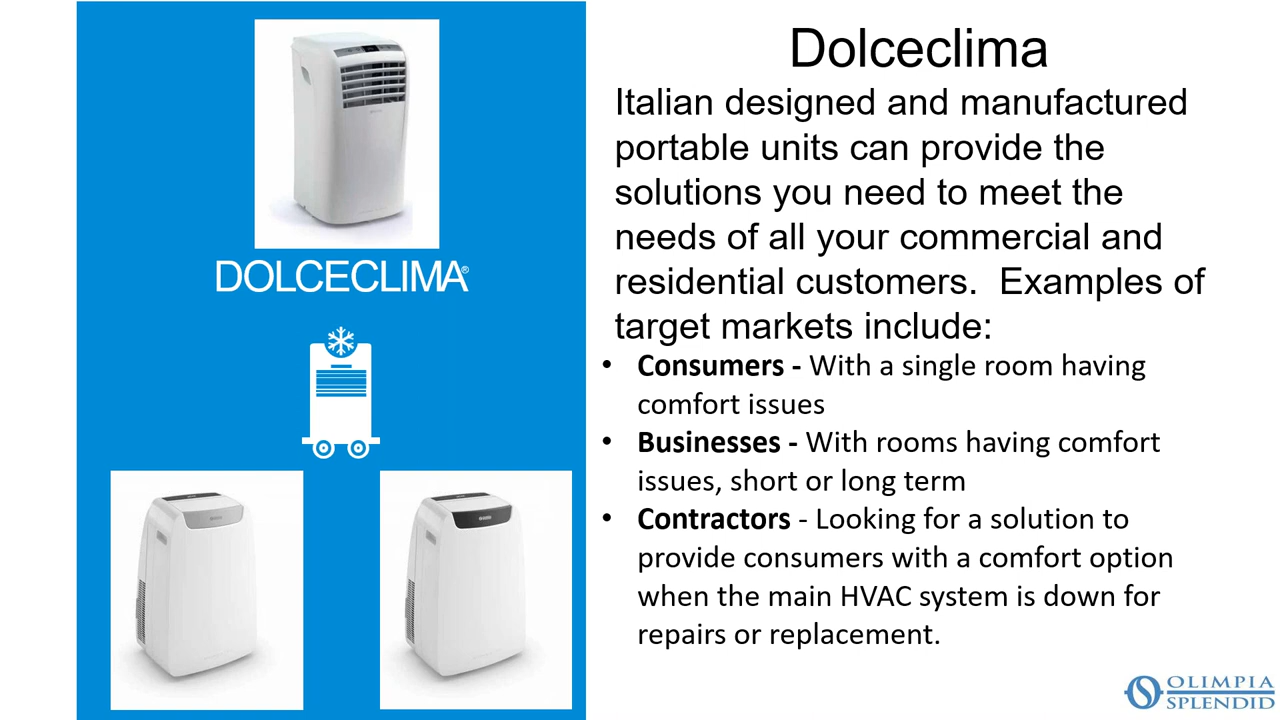 DOLCECLIMA®
Dolceclima
Italian designed and manufactured
portable units can provide the
solutions you need to meet the
needs of all your commercial and
residential customers.  Examples of
target markets include:
• Consumers - With a single room having
comfort issues
• Businesses - With rooms having comfort
issues, short or long term
• Contractors - Looking for a solution to
provide consumers with a comfort option
when the main HVAC system is down for
repairs or replacement.
OLIMPIA
SPLENDID